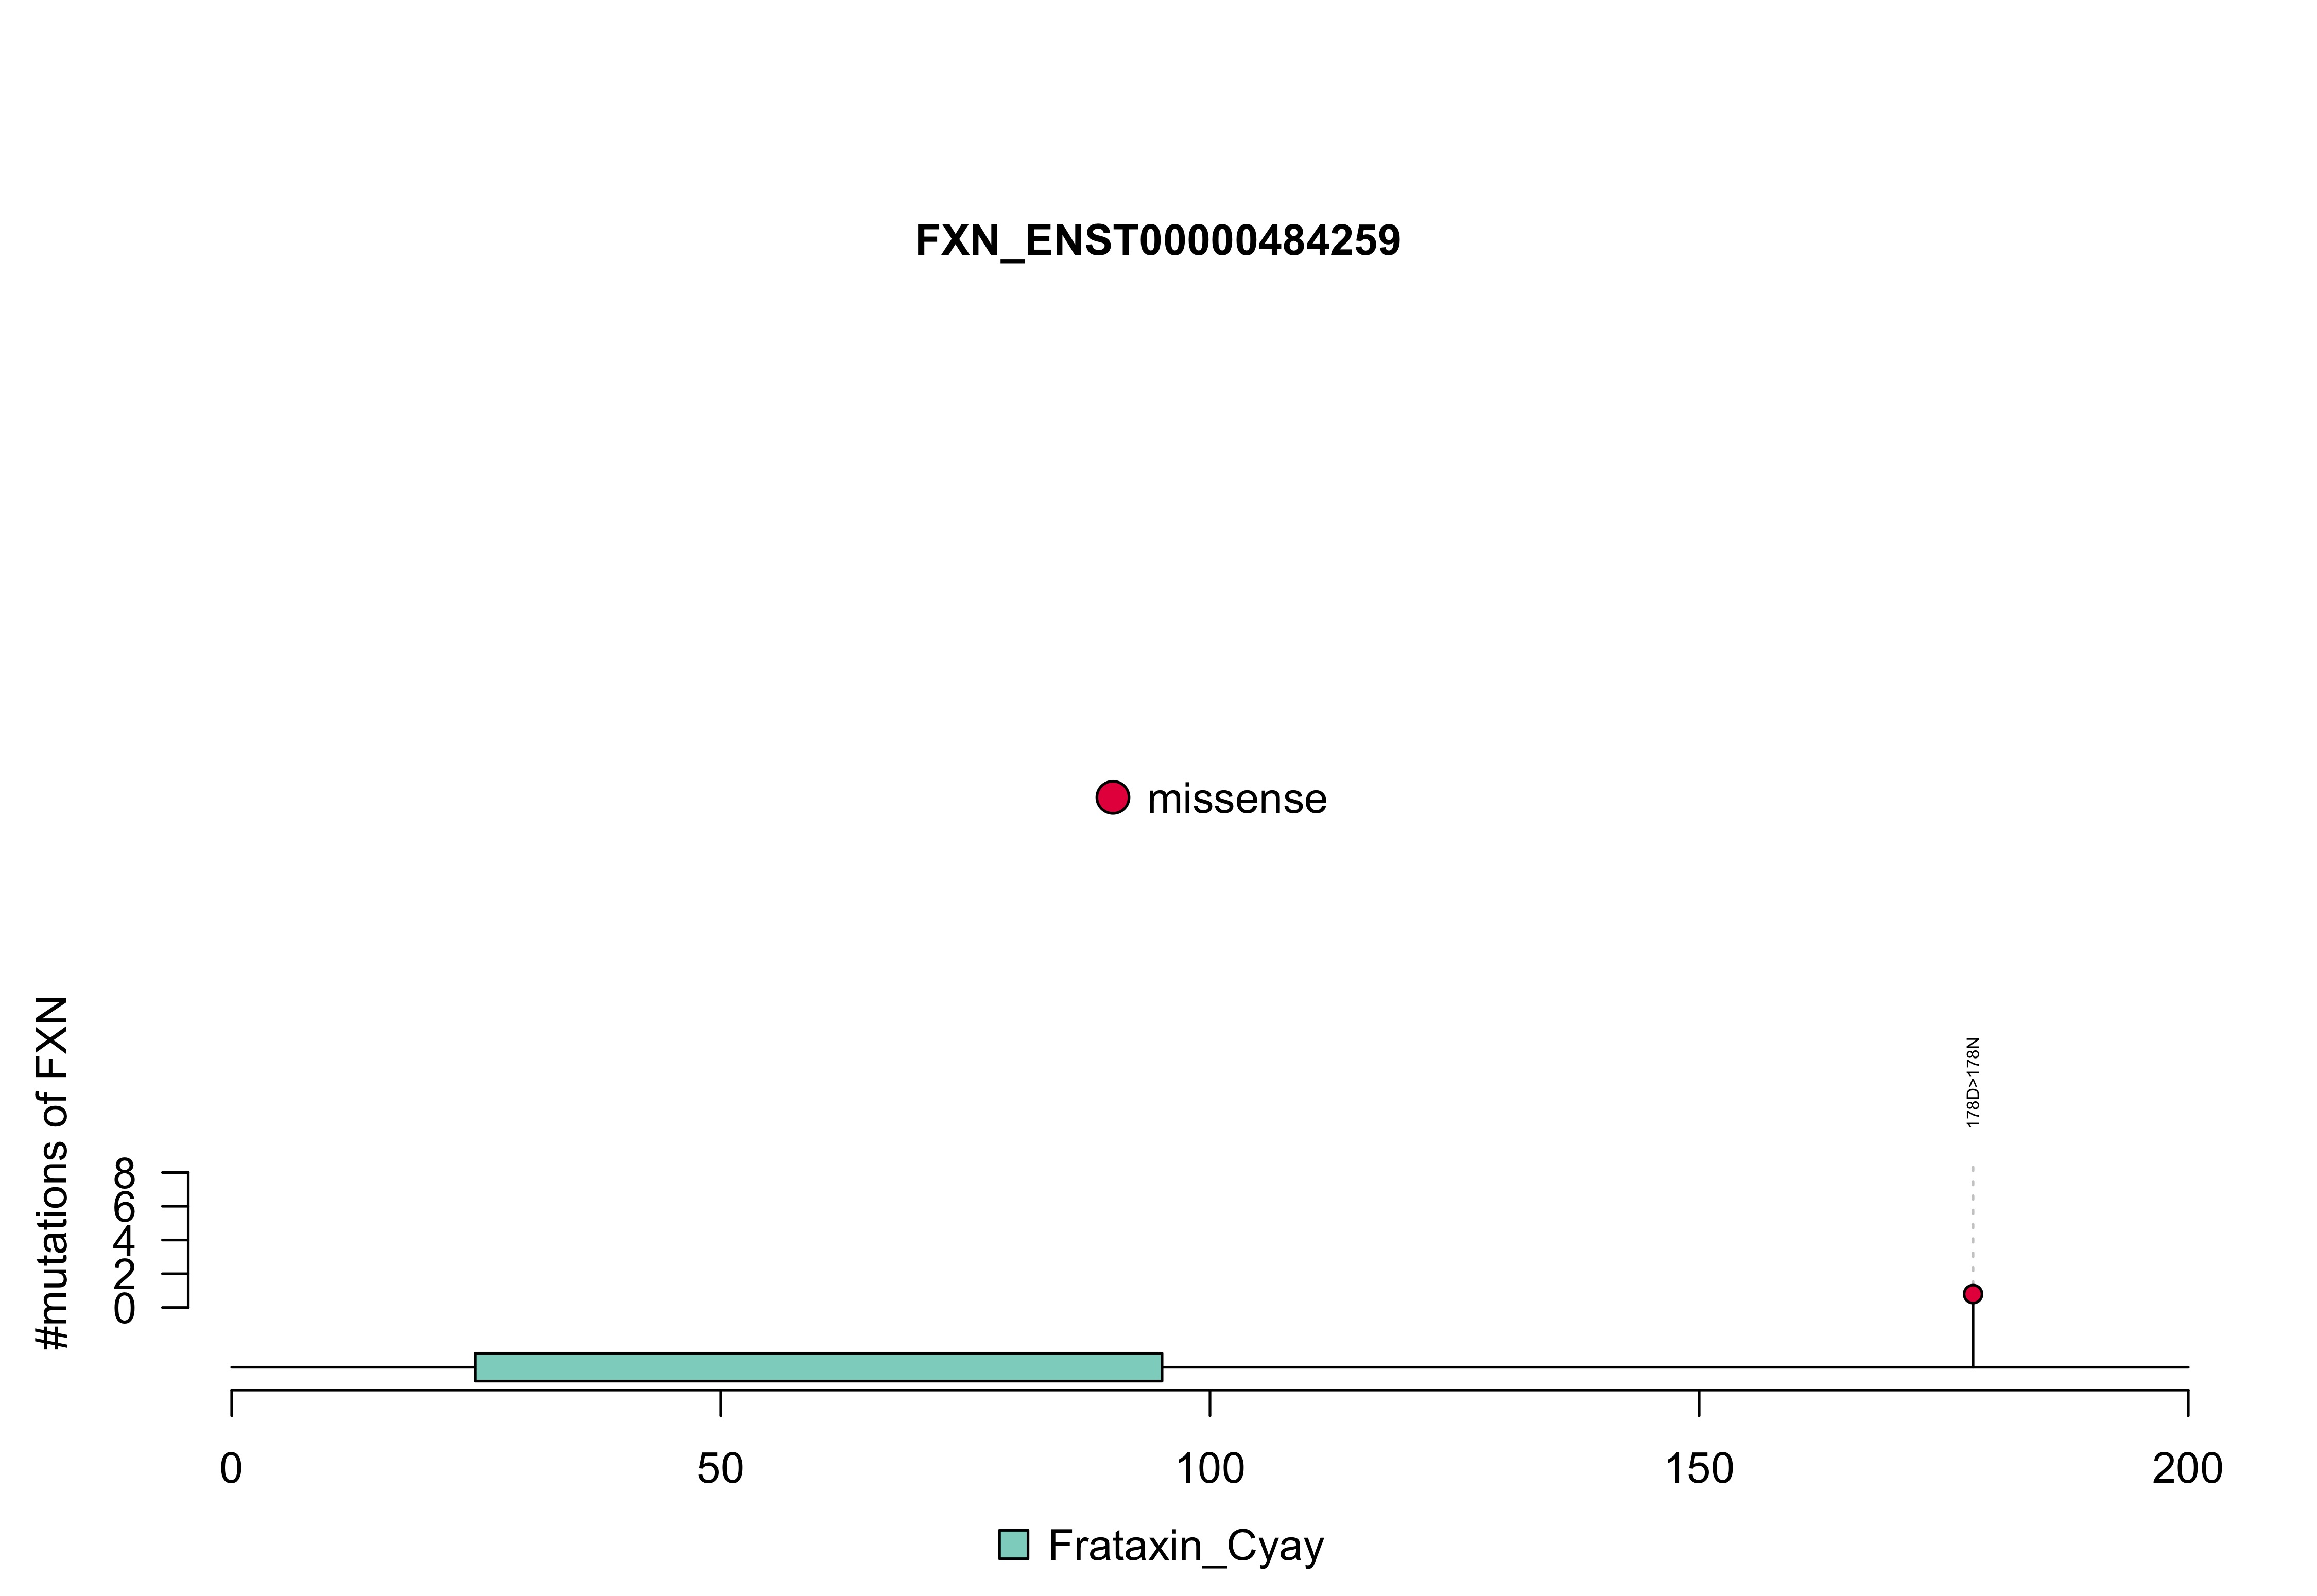 FXN_ENST00000484259
missense
#mutations of FXN
178D>178N
8
6
4
2
0
0 50 100 150 200
Frataxin_Cyay